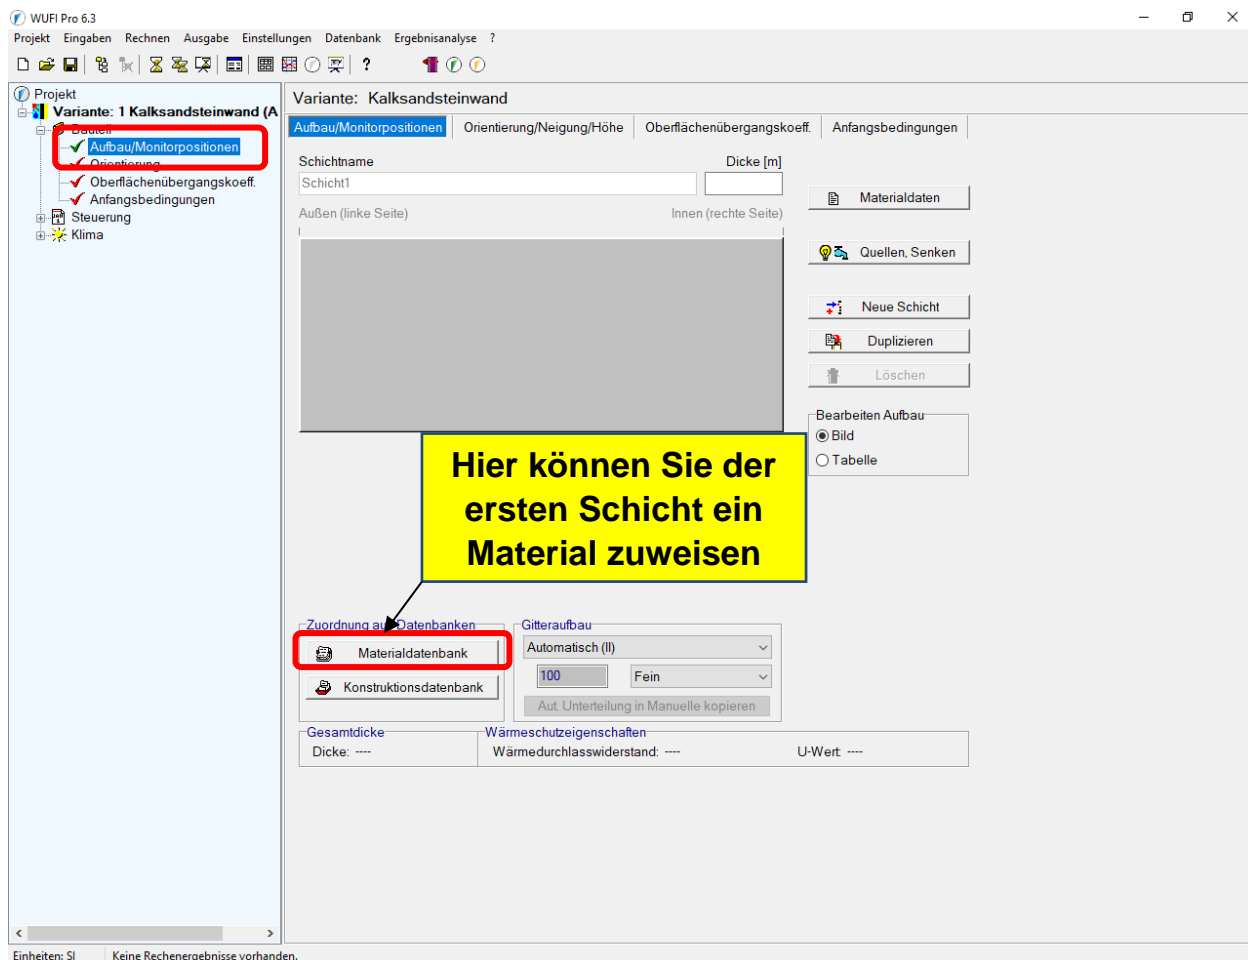 WUFI Pro 6.3
Projekt Eingaben Rechnen Ausgabe Einstellungen Datenbank Ergebnisanalyse ?
Projekt
Variante: 1 Kalksandsteinwand (A
Bauteil
Aufbau/Monitorpositionen
Orientierung
Oberflächenübergangskoeff.
Anfangsbedingungen
Steuerung
Klima
Variante: Kalksandsteinwand
Aufbau/Monitorpositionen Orientierung/Neigung/Höhe Oberflächenübergangskoeff. Anfangsbedingungen
Schichtname Dicke [m]
Schicht1
Außen (linke Seite) Innen (rechte Seite)
Materialdaten
Quellen, Senken
Neue Schicht
Duplizieren
Löschen
Bearbeiten Aufbau
Bild
Tabelle
Hier können Sie der
ersten Schicht ein
Material zuweisen
Zuordnung aus Datenbanken
Materialdatenbank
Konstruktionsdatenbank
Gitteraufbau
Automatisch (II)
100 Fein
Aut. Unterteilung in Manuelle kopieren
Gesamtdicke
Dicke: ----
Wärmeschutzeigenschaften
Wärmedurchlasswiderstand: ---- U-Wert: ----
Einheiten: SI Keine Rechenergebnisse vorhanden.